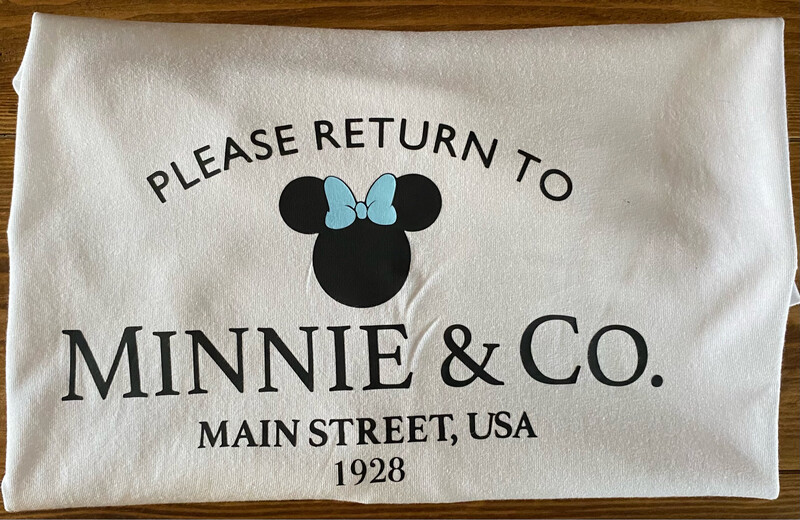 PLEASE RETURN TO
MINNIE & CO.
MAIN STREET, USA
1928